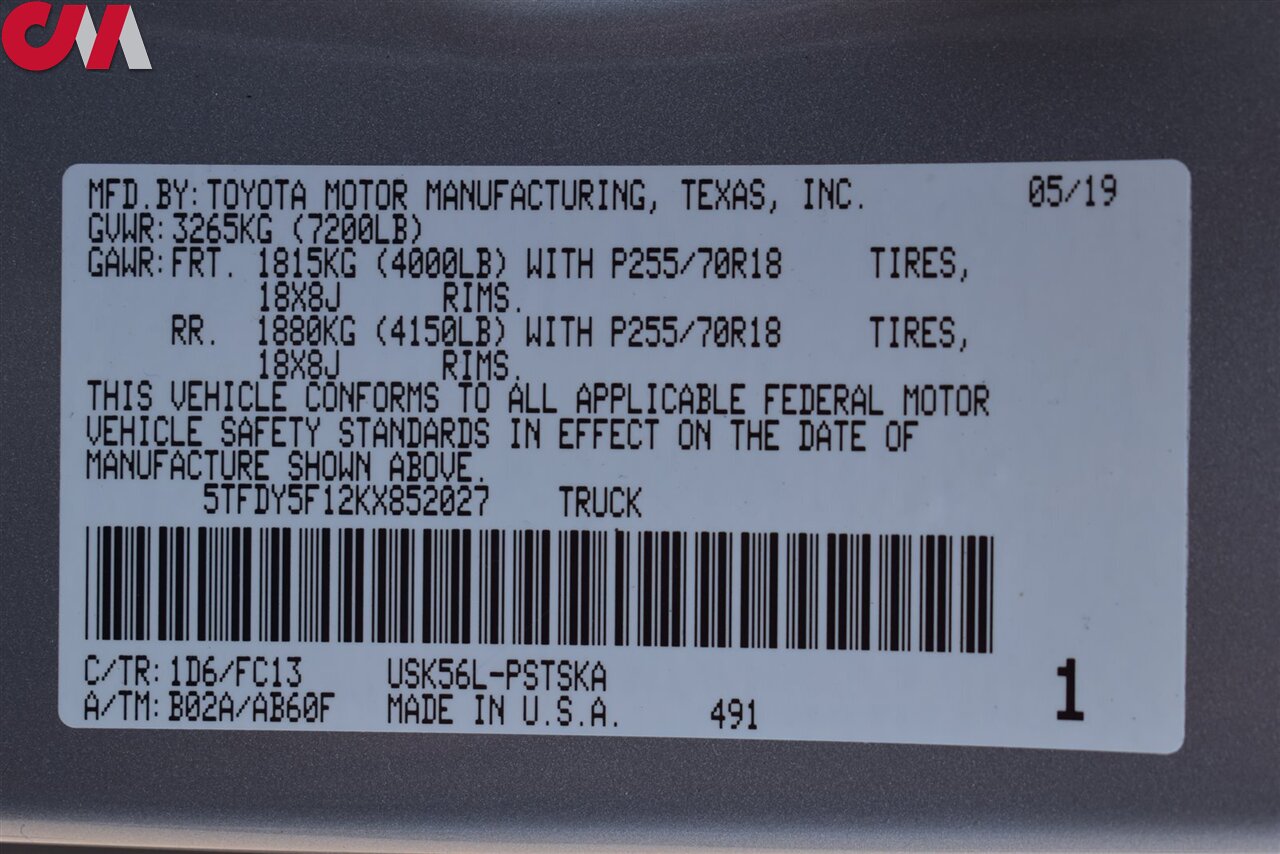 CMA
MFD.BY: TOYOTA MOTOR MANUFACTURING, TEXAS, INC. 05/19
GVWR: 3265KG (7200LB)
GAWR: FRT. 1815KG (4000LB) WITH P255/70R18 TIRES,
18X8J RIMS.
RR. 1880KG (4150LB) WITH P255/70R18 TIRES,
18X8J RIMS.
THIS VEHICLE CONFORMS TO ALL APPLICABLE FEDERAL MOTOR
VEHICLE SAFETY STANDARDS IN EFFECT ON THE DATE OF
MANUFACTURE SHOWN ABOVE.
5TFDY5F12KX852027 TRUCK
C/TR: 1D6/FC13 USK56L-PSTSKA
A/TM: B02A/AB60F MADE IN U.S.A. 491 1